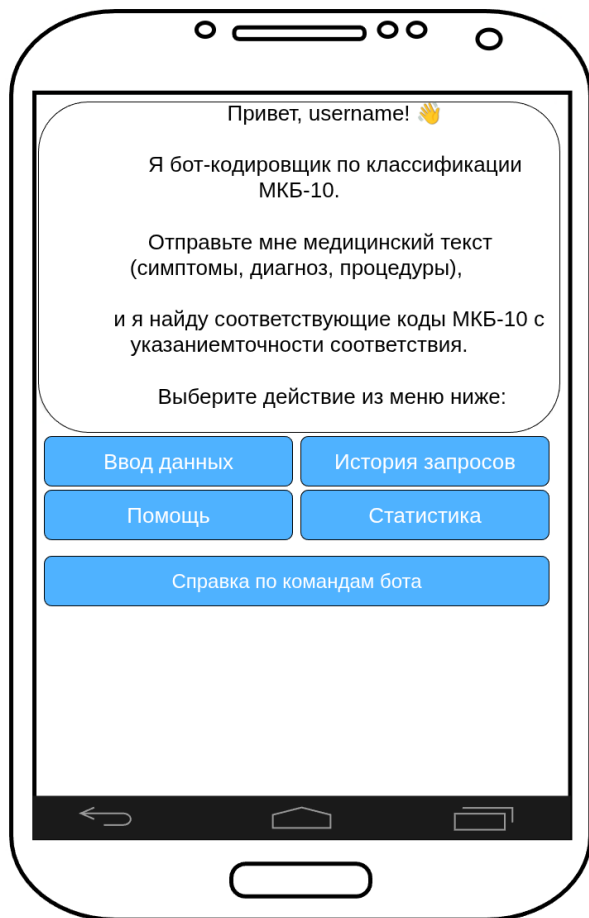 Привет, username! 👋
Я бот-кодировщик по классификации
МКБ-10.
Отправьте мне медицинский текст
(симптомы, диагноз, процедуры),
и я найду соответствующие коды МКБ-10 с
указаниемточности соответствия.
Выберите действие из меню ниже:
Ввод данных
История запросов
Помощь
Статистика
Справка по командам бота